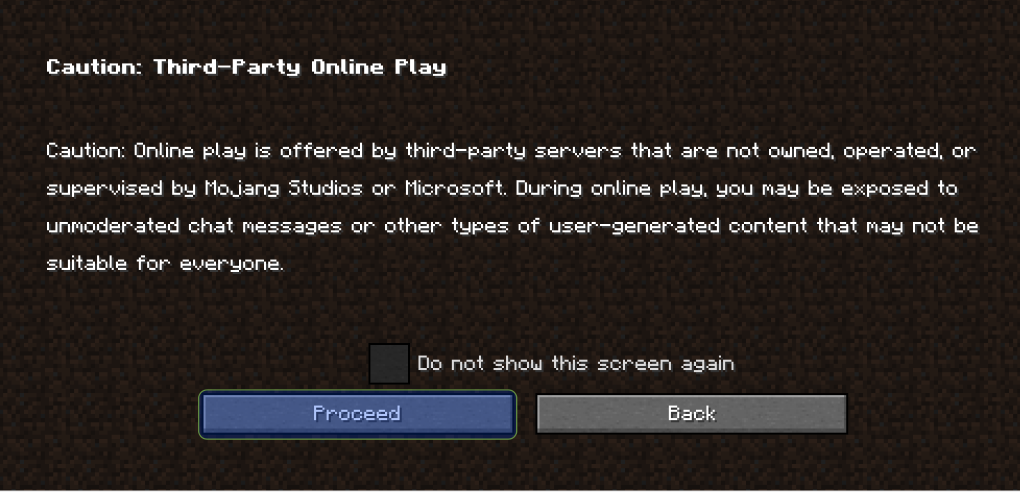 Caution: Third-Party Online Play
Caution: Online play is offered by third-party servers that are not owned, operated, or
supervised by Mojang Studios or Microsoft. During online play, you may be exposed to
unmoderated chat messages or other types of user-generated content that may not be
suitable for everyone.
Do not show this screen again
Proceed
Back